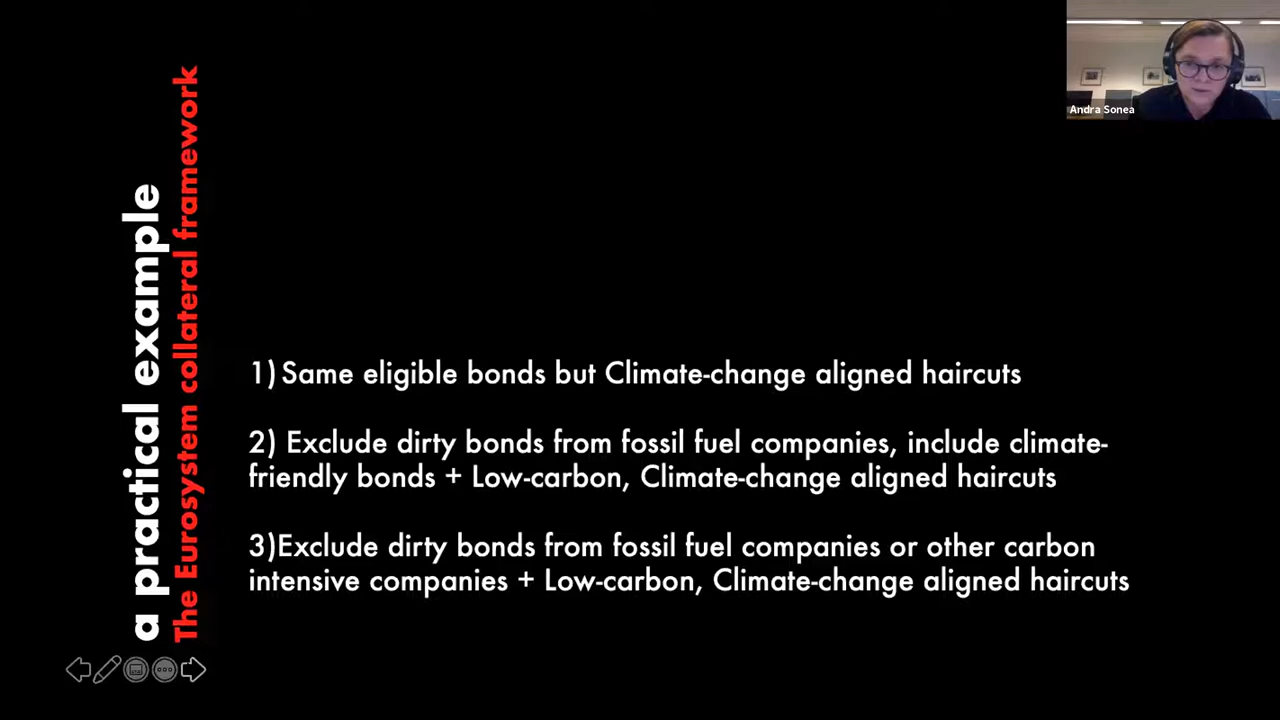 Andra Sonea
a practical example
The Eurosystem collateral framework
1) Same eligible bonds but Climate-change aligned haircuts
2) Exclude dirty bonds from fossil fuel companies, include climate-
friendly bonds + Low-carbon, Climate-change aligned haircuts
3)Exclude dirty bonds from fossil fuel companies or other carbon
intensive companies + Low-carbon, Climate-change aligned haircuts